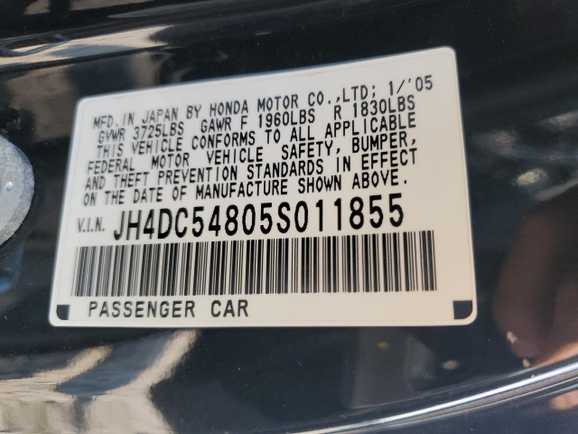 MFD. IN JAPAN BY HONDA MOTOR CO.,LTD; 1/'05
GVWR 3725LBS GAWR F 1960LBS R 1830LBS
THIS VEHICLE CONFORMS TO ALL APPLICABLE
FEDERAL MOTOR VEHICLE SAFETY, BUMPER,
AND THEFT PREVENTION STANDARDS IN EFFECT
ON THE DATE OF MANUFACTURE SHOWN ABOVE.
V.I.N. JH4DC54805S011855
PASSENGER CAR